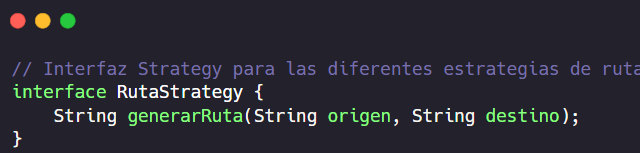 // Interfaz Strategy para las diferentes estrategias de ruta
interface RutaStrategy {
    String generarRuta(String origen, String destino);
}